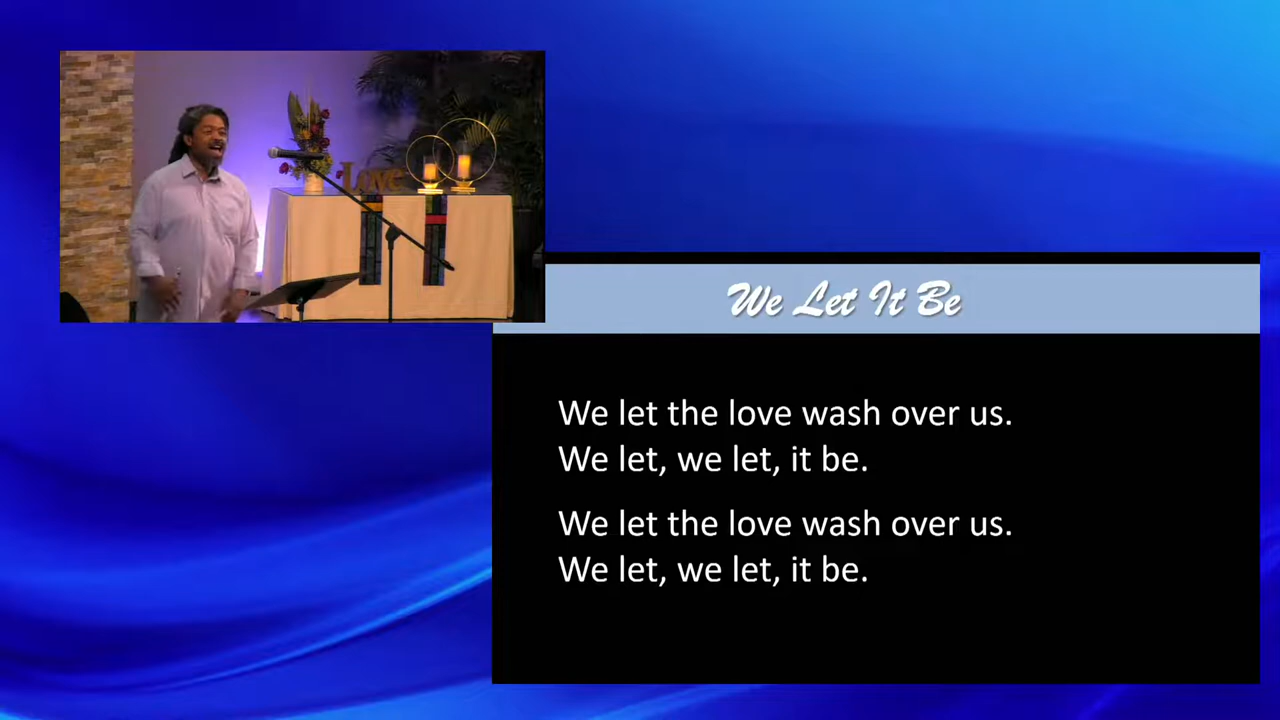 Love
We Let It Be
We let the love wash over us.
We let, we let, it be.
We let the love wash over us.
We let, we let, it be.